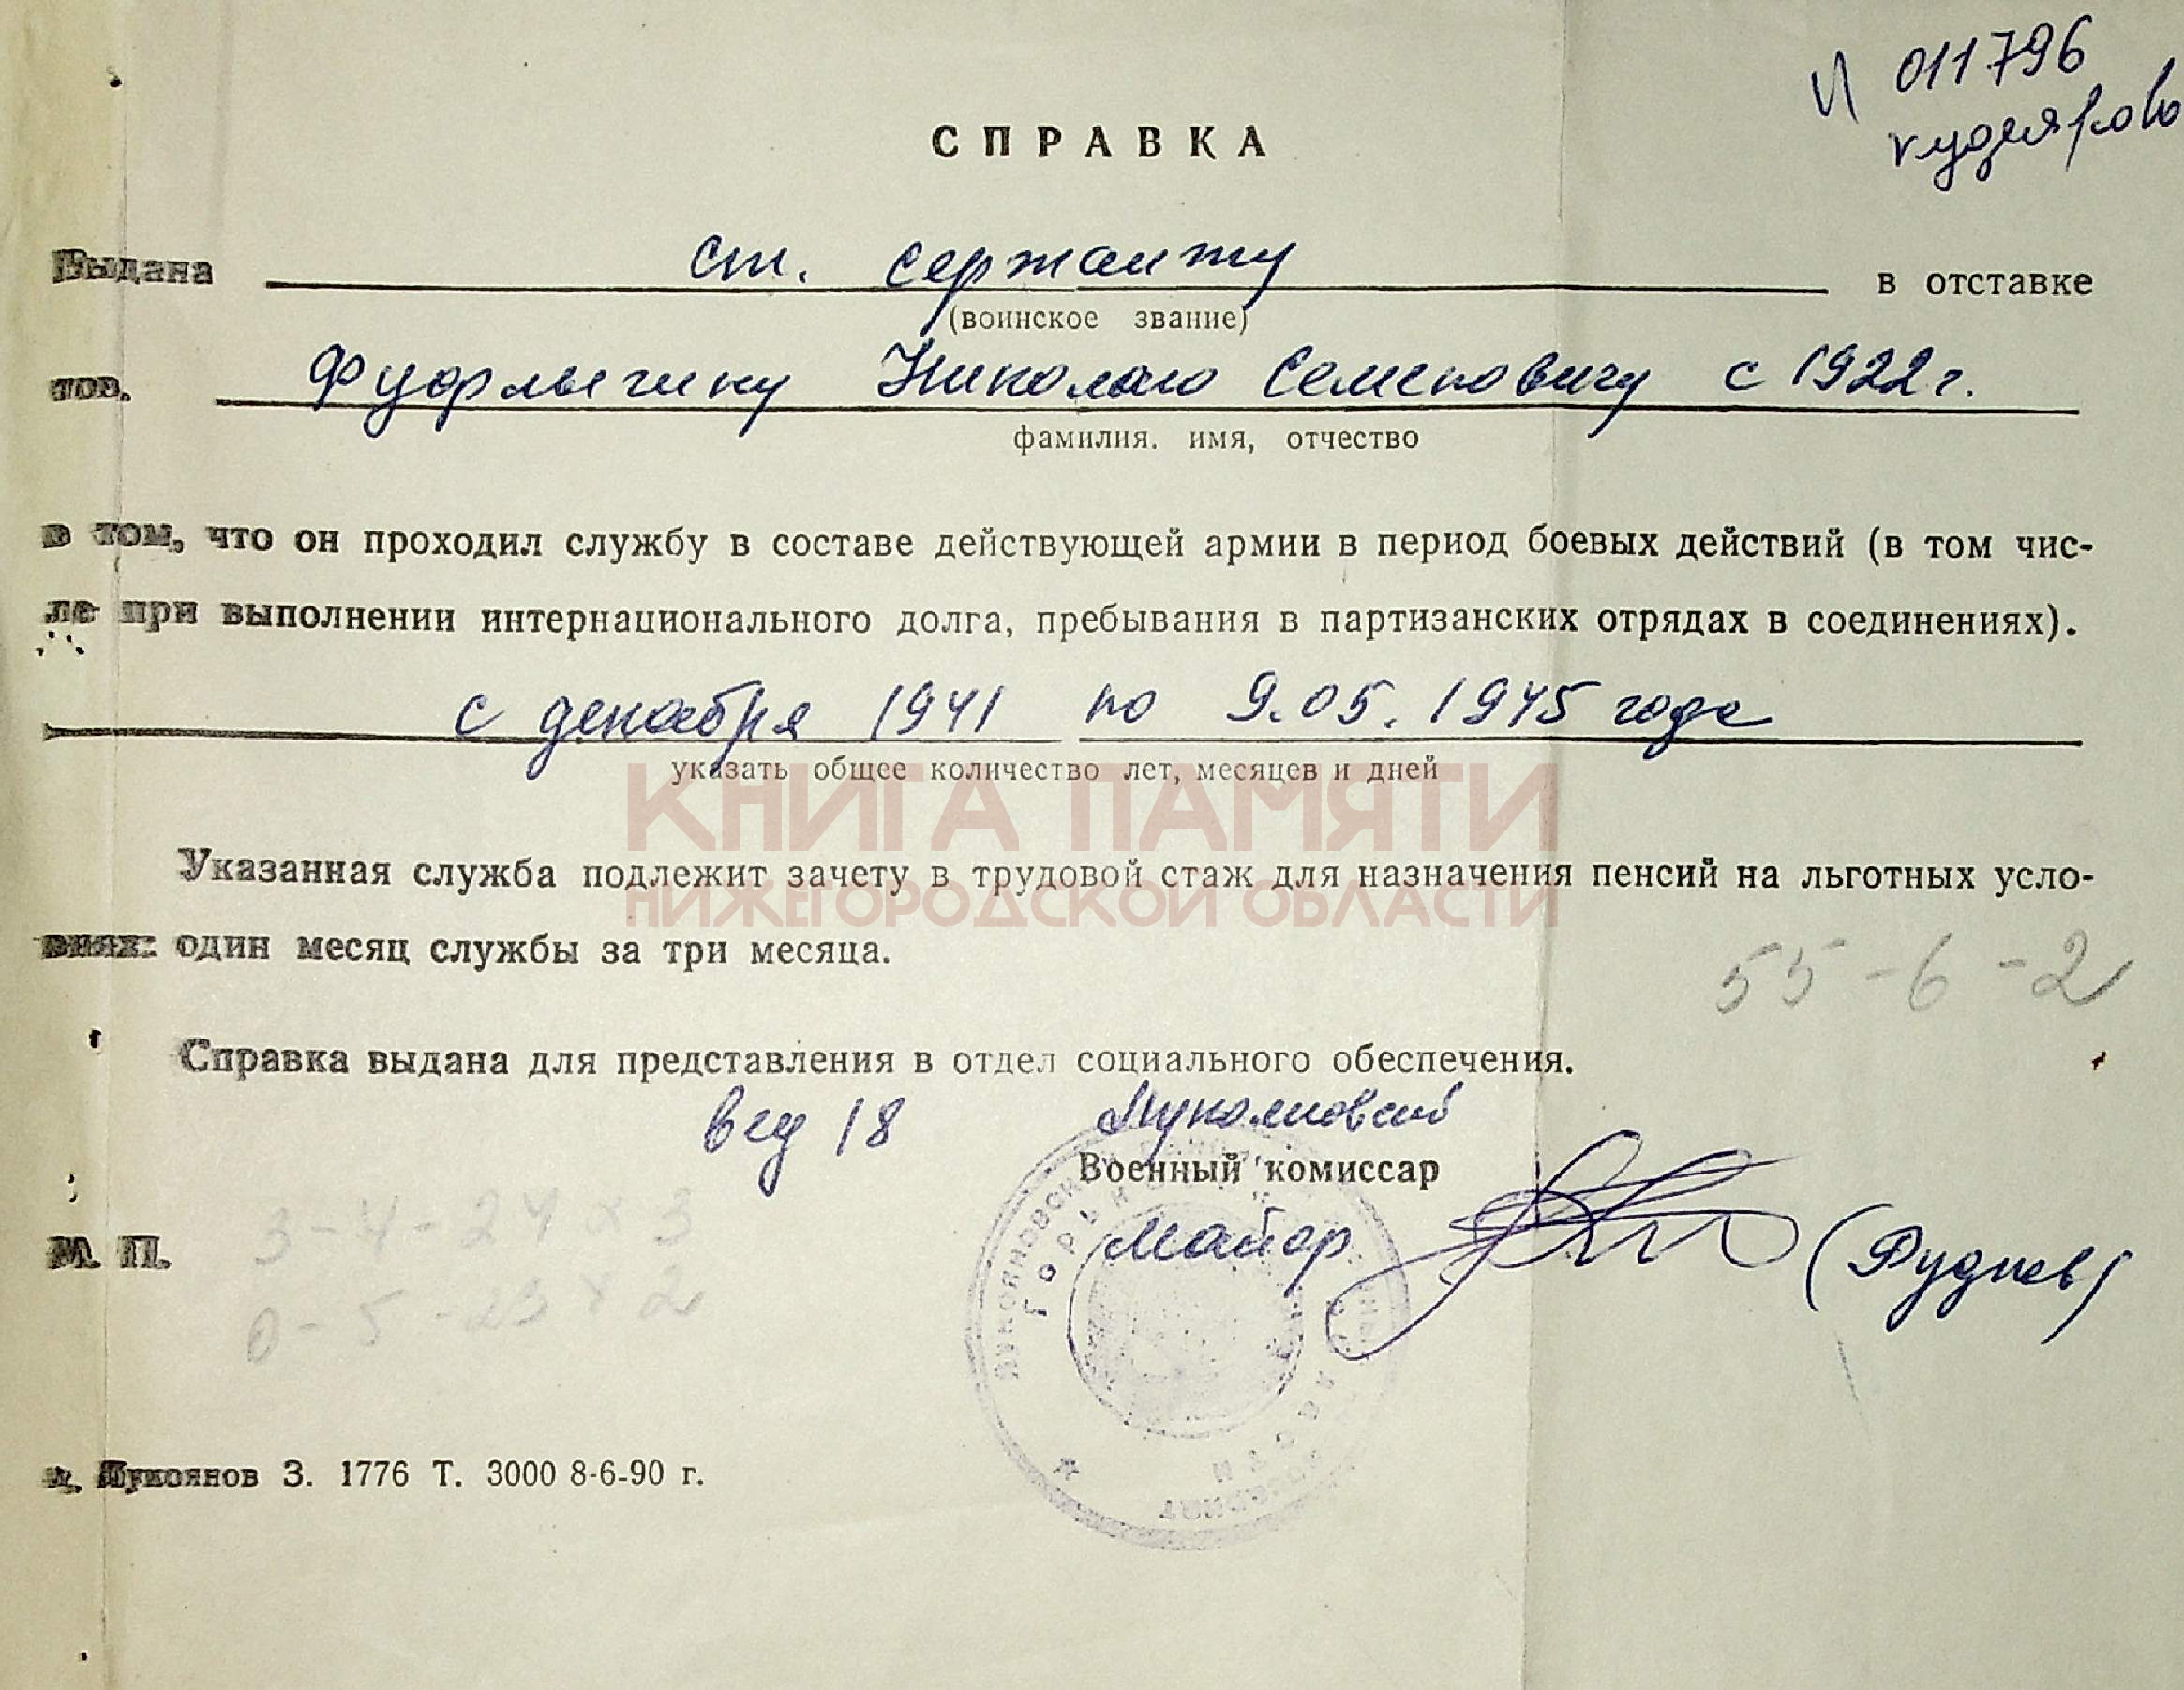 И 011796
Кудеярово
СПРАВКА
Выдана ст. сержанту в отставке
(воинское звание)
тов. Николаю Семеновичу с 1922 г.
фамилия. имя, отчество
в том, что он проходил службу в составе действующей армии в период боевых действий (в том чис-
ле при выполнении интернационального долга, пребывания в партизанских отрядах в соединениях).
с декабря 1941 по 9.05.1945 года
указать общее количество лет, месяцев и дней
КНИГА ПАМЯТИ
НИЖЕГОРОДСКОЙ ОБЛАСТИ
Указанная служба подлежит зачету в трудовой стаж для назначения пенсий на льготных усло-
виях: один месяц службы за три месяца.
55-6-2
Справка выдана для представления в отдел социального обеспечения.
вед 18
Военный комиссар
майор (Руднев)
М. П.
3-4-24 х 3
0-5-23 х 2
г. Лукоянов З. 1776 Т. 3000 8-6-90 г.